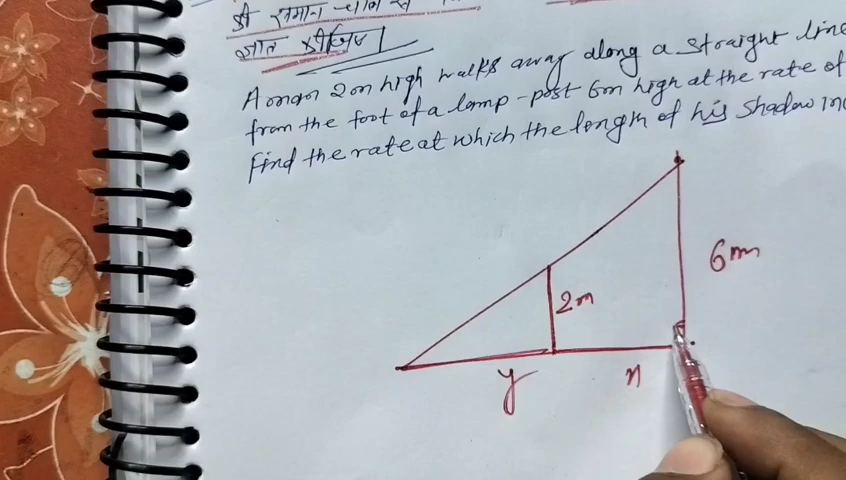 की समान चाल से
ज्ञात कीजिए।
A man 2m high walks away along a straight line
from the foot of a lamp-post 6m high at the rate of
Find the rate at which the length of his shadow
6m
2m
y
x